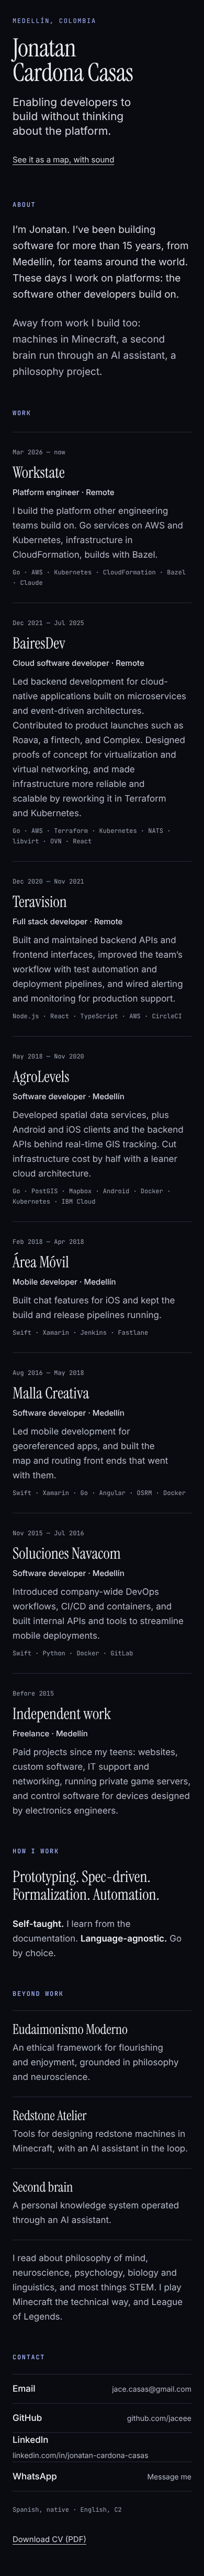 MEDELLÍN, COLOMBIA
Jonatan
Cardona Casas
Enabling developers to
build without thinking
about the platform.
See it as a map, with sound
ABOUT
I'm Jonatan. I've been building
software for more than 15 years, from
Medellín, for teams around the world.
These days I work on platforms: the
software other developers build on.
Away from work I build too:
machines in Minecraft, a second
brain run through an AI assistant, a
philosophy project.
WORK
Mar 2026 — now
Workstate
Platform engineer · Remote
I build the platform other engineering
teams build on. Go services on AWS and
Kubernetes, infrastructure in
CloudFormation, builds with Bazel.
Go · AWS · Kubernetes · CloudFormation · Bazel
· Claude
Dec 2021 — Jul 2025
BairesDev
Cloud software developer · Remote
Led backend development for cloud-
native applications built on microservices
and event-driven architectures.
Contributed to product launches such as
Roava, a fintech, and Complex. Designed
proofs of concept for virtualization and
virtual networking, and made
infrastructure more reliable and
scalable by reworking it in Terraform
and Kubernetes.
Go · AWS · Terraform · Kubernetes · NATS ·
libvirt · OVN · React
Dec 2020 — Nov 2021
Teravision
Full stack developer · Remote
Built and maintained backend APIs and
frontend interfaces, improved the team's
workflow with test automation and
deployment pipelines, and wired alerting
and monitoring for production support.
Node.js · React · TypeScript · AWS · CircleCI
May 2018 — Nov 2020
AgroLevels
Software developer · Medellín
Developed spatial data services, plus
Android and iOS clients and the backend
APIs behind real-time GIS tracking. Cut
infrastructure cost by half with a leaner
cloud architecture.
Go · PostGIS · Mapbox · Android · Docker ·
Kubernetes · IBM Cloud
Feb 2018 — Apr 2018
Área Móvil
Mobile developer · Medellín
Built chat features for iOS and kept the
build and release pipelines running.
Swift · Xamarin · Jenkins · Fastlane
Aug 2016 — May 2018
Malla Creativa
Software developer · Medellín
Led mobile development for
georeferenced apps, and built the
map and routing front ends that went
with them.
Swift · Xamarin · Go · Angular · OSRM · Docker
Nov 2015 — Jul 2016
Soluciones Navacom
Software developer · Medellín
Introduced company-wide DevOps
workflows, CI/CD and containers, and
built internal APIs and tools to streamline
mobile deployments.
Swift · Python · Docker · GitLab
Before 2015
Independent work
Freelance · Medellín
Paid projects since my teens: websites,
custom software, IT support and
networking, running private game servers,
and control software for devices designed
by electronics engineers.
HOW I WORK
Prototyping. Spec-driven.
Formalization. Automation.
Self-taught. I learn from the
documentation. Language-agnostic. Go
by choice.
BEYOND WORK
Eudaimonismo Moderno
An ethical framework for flourishing
and enjoyment, grounded in philosophy
and neuroscience.
Redstone Atelier
Tools for designing redstone machines in
Minecraft, with an AI assistant in the loop.
Second brain
A personal knowledge system operated
through an AI assistant.
I read about philosophy of mind,
neuroscience, psychology, biology and
linguistics, and most things STEM. I play
Minecraft the technical way, and League
of Legends.
CONTACT
Email jace.casas@gmail.com
GitHub github.com/jaceee
LinkedIn
linkedin.com/in/jonatan-cardona-casas
WhatsApp Message me
Spanish, native · English, C2
Download CV (PDF)